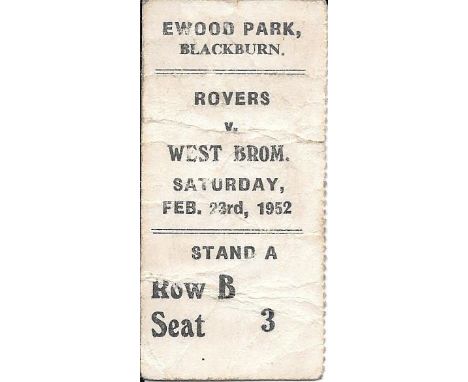 EWOOD PARK,
BLACKBURN.
ROVERS
v.
WEST BROM.
SATURDAY,
FEB. 23rd, 1952
STAND A
Row B
Seat 3